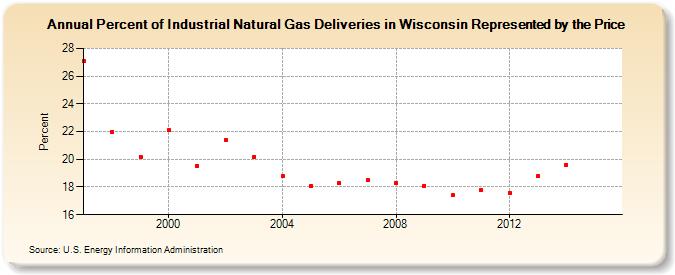 Annual Percent of Industrial Natural Gas Deliveries in Wisconsin Represented by the Price
Percent
28
26
24
22
20
18
16
2000 2004 2008 2012
Source: U.S. Energy Information Administration